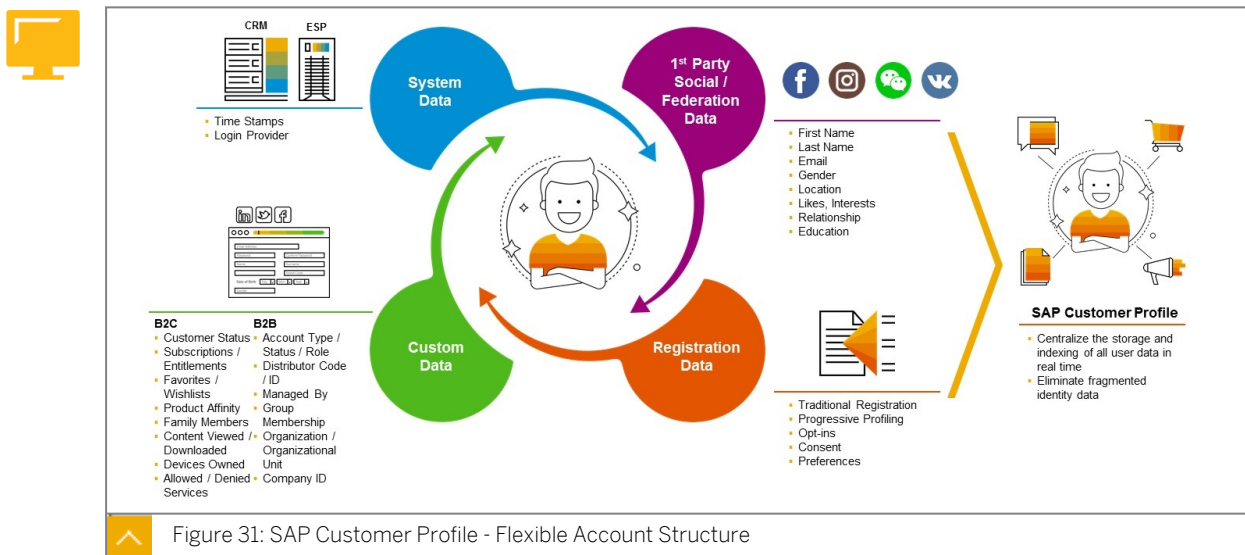 CRM ESP
System
Data
Time Stamps
Login Provider
1st Party
Social /
Federation
Data
First Name
Last Name
Email
Gender
Location
Likes, Interests
Relationship
Education
B2C
Customer Status
Subscriptions /
Entitlements
Favorites /
Wishlists
Product Affinity
Family Members
Content Viewed /
Downloaded
Devices Owned
Allowed / Denied
Services
B2B
Account Type /
Status / Role
Distributor Code
/ ID
Managed By
Group
Membership
Organization /
Organizational
Unit
Company ID
Custom
Data
Registration
Data
Traditional Registration
Progressive Profiling
Opt-ins
Consent
Preferences
SAP Customer Profile
Centralize the storage and
indexing of all user data in
real time
Eliminate fragmented
identity data
Figure 31: SAP Customer Profile - Flexible Account Structure